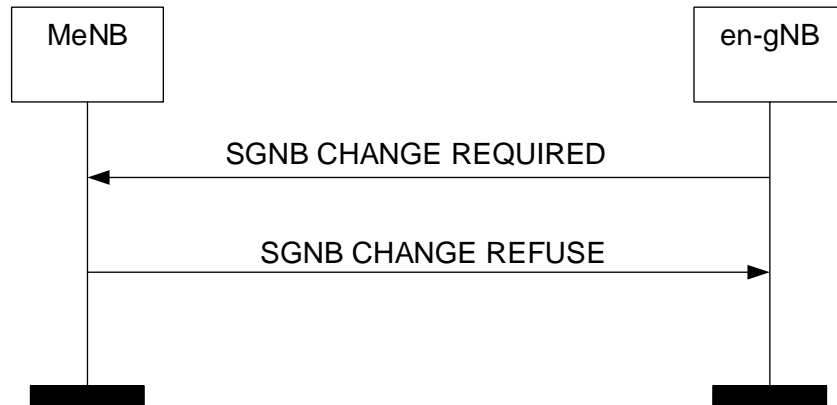 MeNB
en-gNB
SGNB CHANGE REQUIRED
SGNB CHANGE REFUSE